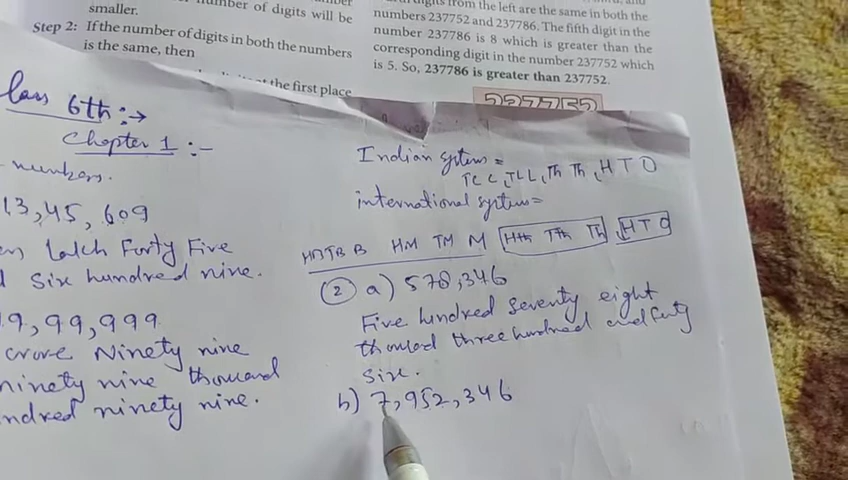 smaller.
number of digits will be
Step 2: If the number of digits in both the numbers
is the same, then
the first place
digits from the left are the same in both the
numbers 237752 and 237786. The fifth digit in the
number 237786 is 8 which is greater than the
corresponding digit in the number 237752 which
is 5. So, 237786 is greater than 237752.
237752
lass 6th :→
Chapter 1 :-
numbers.
13,45,609
Forty Five
Six hundred nine.
9,99,999
crore Ninety nine
ninety nine thousand
ndred ninety nine.
Indian system =
TC C, TL L, Th Th, H T O
international system=
B HM TM M Hth Tth Th, H T O
(2) a) 578,346
Five hundred seventy eight
three hundred and forty
six.
b) 7,952,346